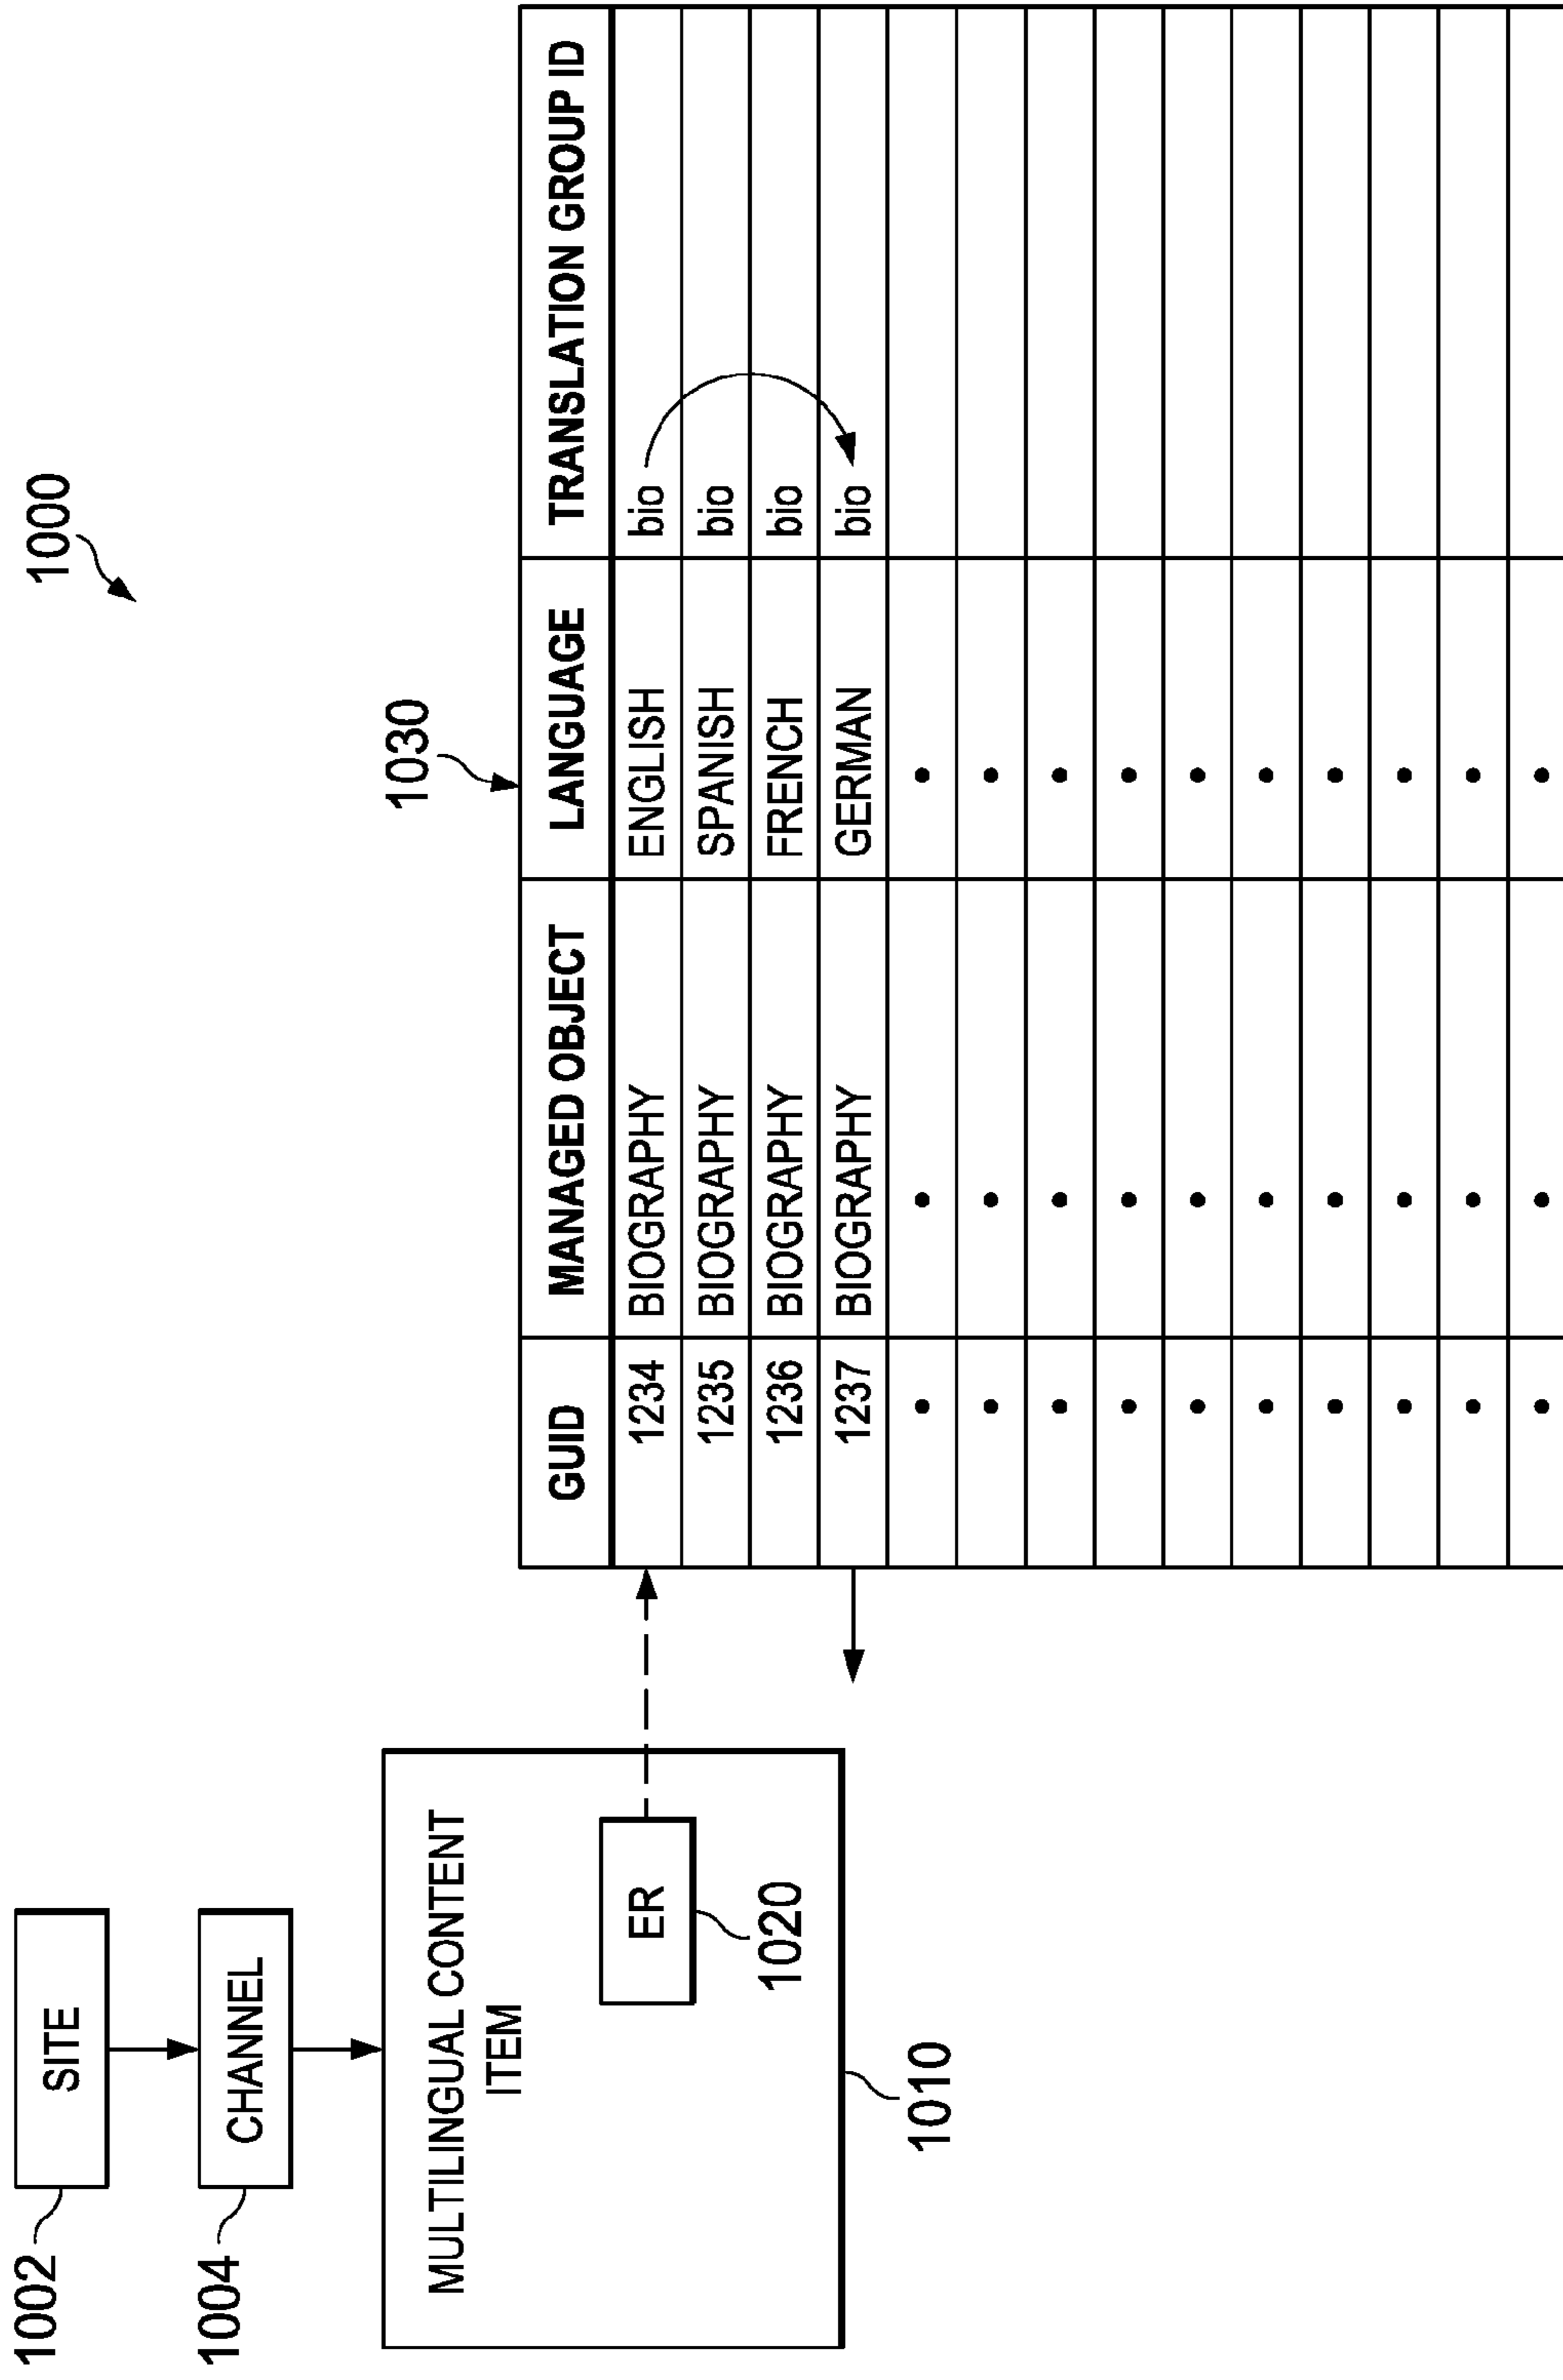 1000
1002
SITE
1004
CHANNEL
MULTILINGUAL CONTENT
ITEM
ER
1020
1010
1030
GUID MANAGED OBJECT LANGUAGE TRANSLATION GROUP ID
1234 BIOGRAPHY ENGLISH bio
1235 BIOGRAPHY SPANISH bio
1236 BIOGRAPHY FRENCH bio
1237 BIOGRAPHY GERMAN bio